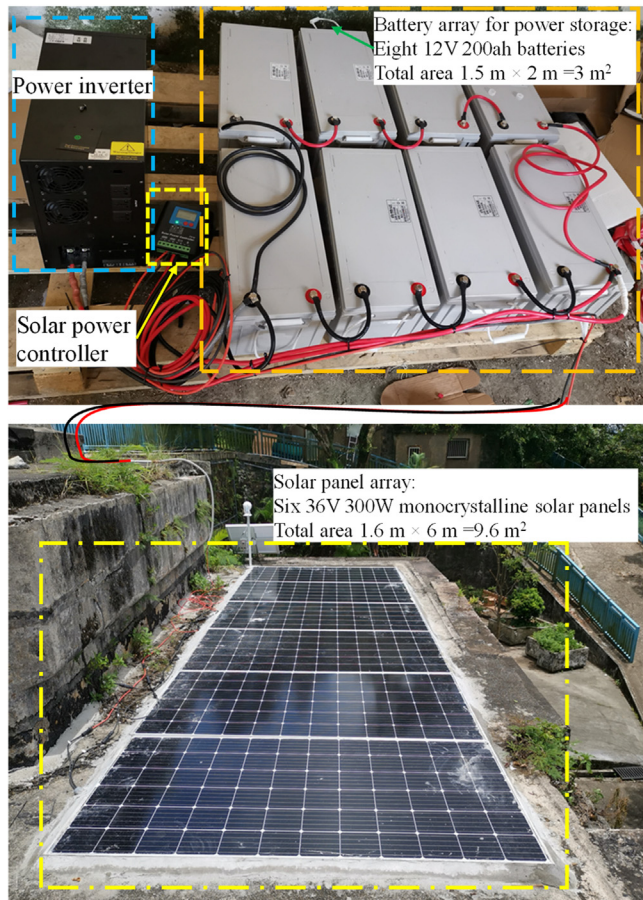 Battery array for power storage:
Eight 12V 200ah batteries
Total area 1.5 m × 2 m =3 m²
Power inverter
Solar power
controller
Solar panel array:
Six 36V 300W monocrystalline solar panels
Total area 1.6 m × 6 m =9.6 m²